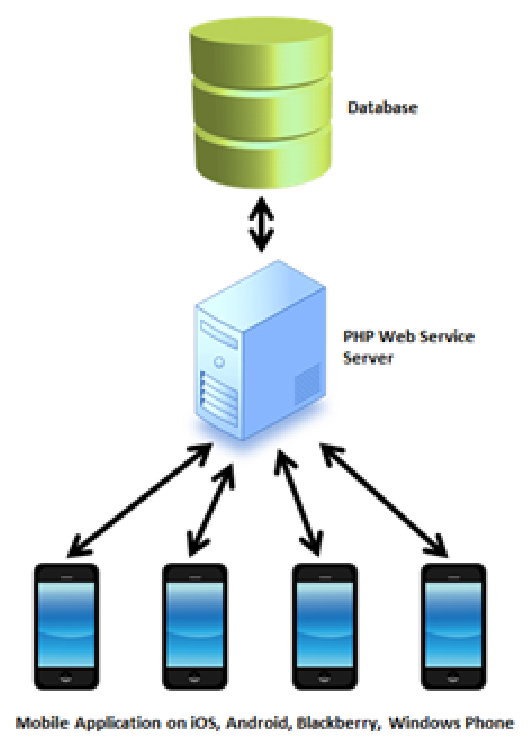 Database
PHP Web Service
Server
Mobile Application on iOS, Android, Blackberry, Windows Phone